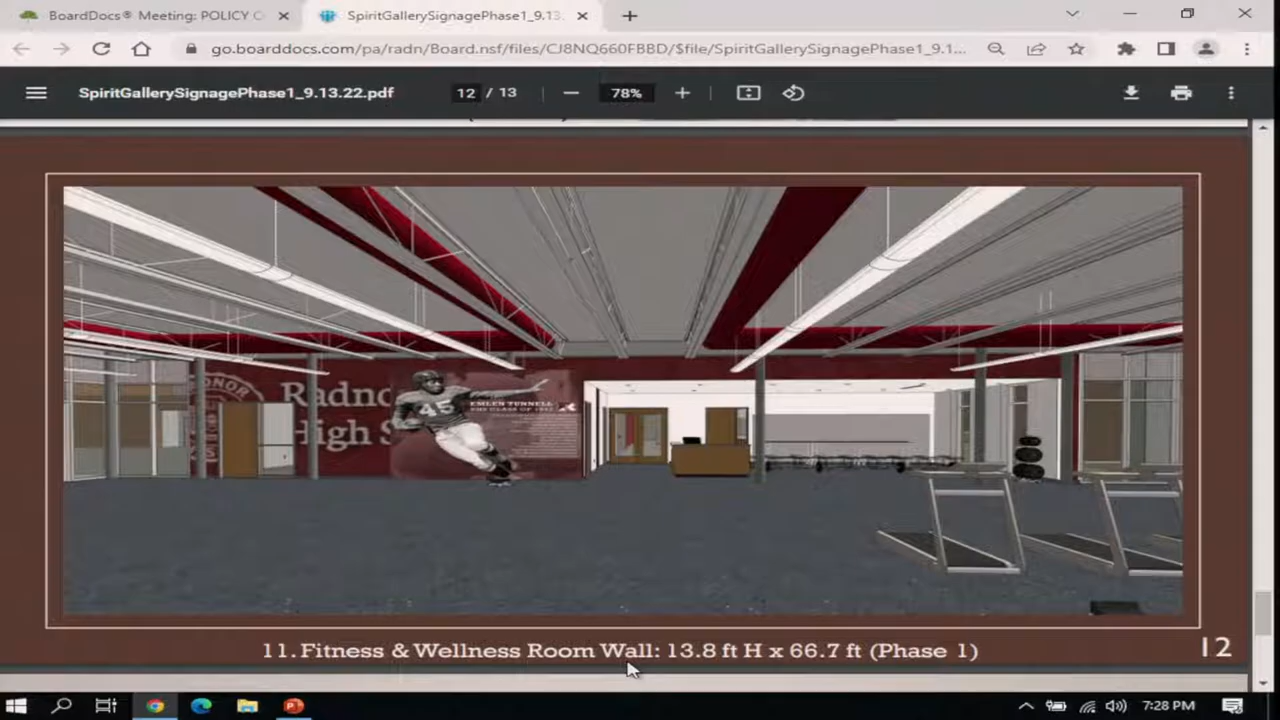 BoardDocs® Meeting: POLICY C
SpiritGallerySignagePhase1_9.13.
go.boarddocs.com/pa/radn/Board.nsf/files/CJ8NQ660FBBD/$file/SpiritGallerySignagePhase1_9.1...
SpiritGallerySignagePhase1_9.13.22.pdf
12 / 13
78%
Radno
High S
45
EMLEN TUNNELL
11. Fitness & Wellness Room Wall: 13.8 ft H x 66.7 ft (Phase 1)
12
7:28 PM